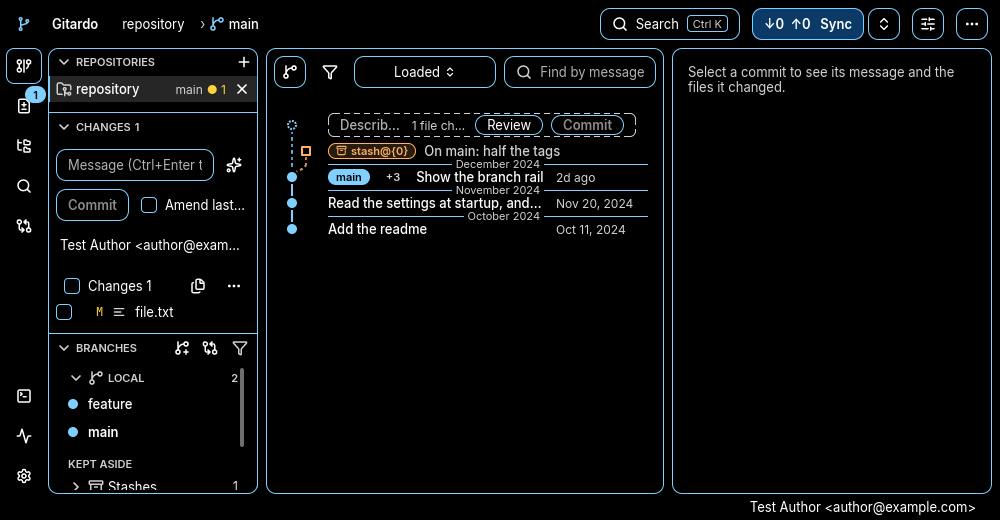 Gitardo repository › main Search Ctrl K ↓0 ↑0 Sync
REPOSITORIES
repository main 1
1
CHANGES 1
Message (Ctrl+Enter t
Commit Amend last...
Test Author <author@exam...
Changes 1
M file.txt
BRANCHES
LOCAL 2
feature
main
KEPT ASIDE
Stashes 1
Loaded Find by message
Describ... 1 file ch... Review Commit
stash@{0} On main: half the tags
December 2024
main +3 Show the branch rail 2d ago
November 2024
Read the settings at startup, and... Nov 20, 2024
October 2024
Add the readme Oct 11, 2024
Select a commit to see its message and the
files it changed.
Test Author <author@example.com>